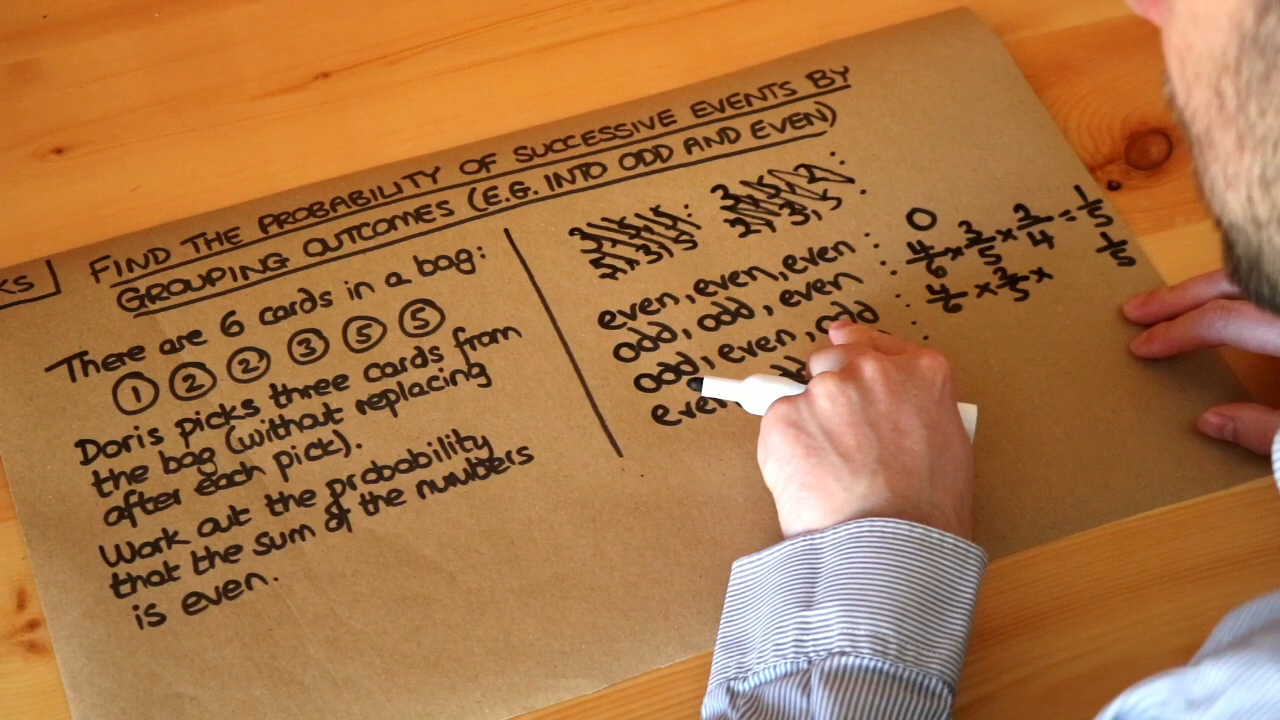 KS
FIND THE PROBABILITY OF SUCCESSIVE EVENTS BY
GROUPING OUTCOMES (E.G. INTO ODD AND EVEN)
There are 6 cards in a bag:
1 2 2 3 5 5
Doris picks three cards from
the bag (without replacing
after each pick).
Work out the probability
that the sum of the numbers
is even.
even, even, even : 0
odd, odd, even : 4/6 × 3/5 × 2/4 = 1/5
odd, even, odd : 4/6 × 2/5 × 1/5
even :